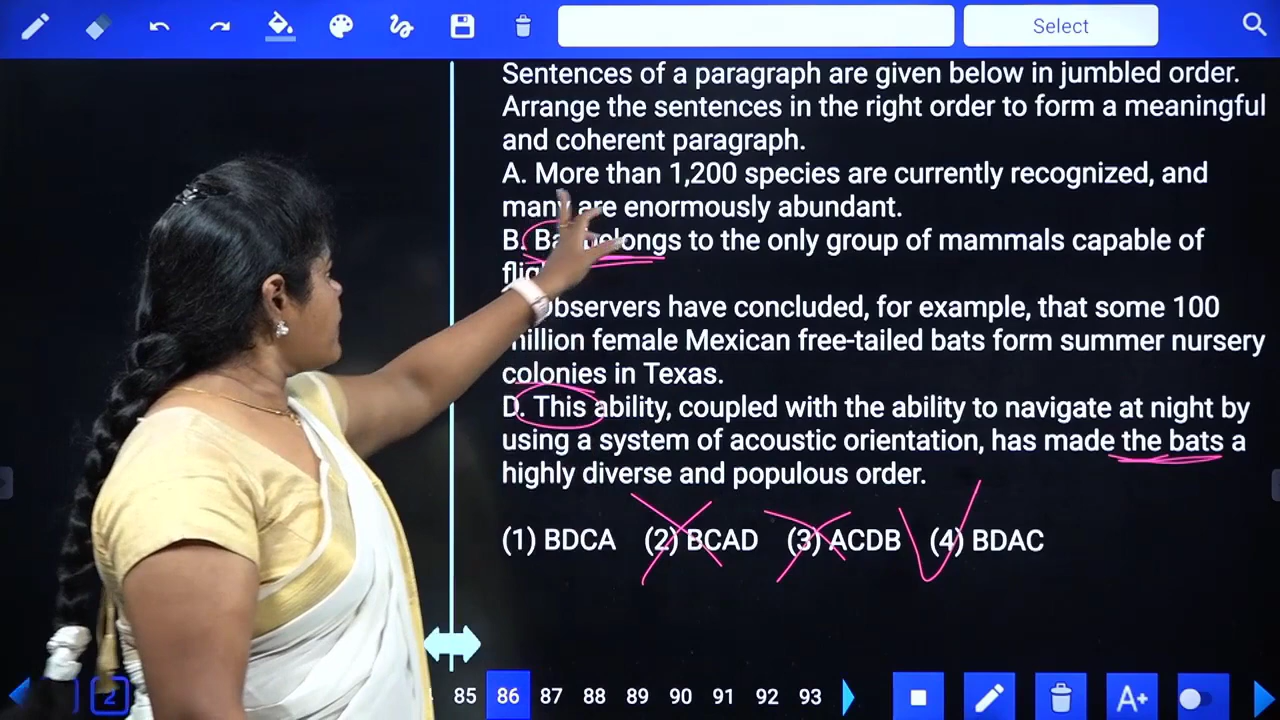 Select
Sentences of a paragraph are given below in jumbled order.
Arrange the sentences in the right order to form a meaningful
and coherent paragraph.
A. More than 1,200 species are currently recognized, and
many are enormously abundant.
B. to the only group of mammals capable of
Observers have concluded, for example, that some 100
million female Mexican free-tailed bats form summer nursery
colonies in Texas.
D. This ability, coupled with the ability to navigate at night by
using a system of acoustic orientation, has made the bats a
highly diverse and populous order.
(1) BDCA (2) BCAD (3) ACDB (4) BDAC
2 85 86 87 88 89 90 91 92 93 A+